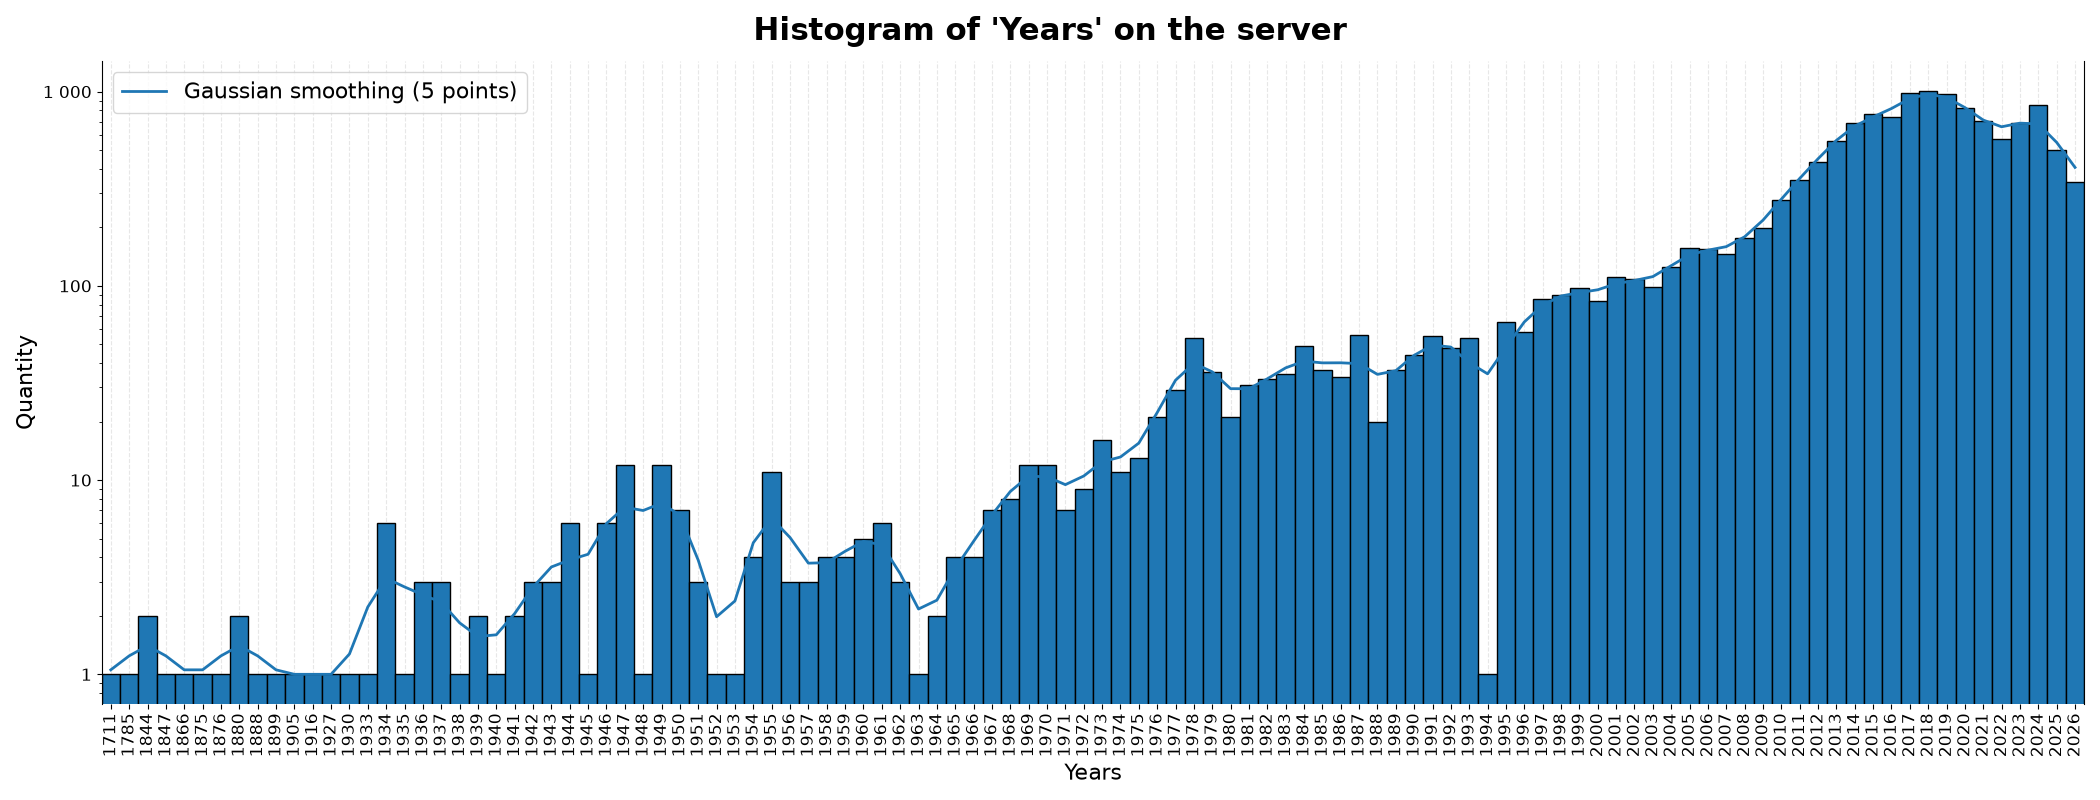 Histogram of 'Years' on the server
Gaussian smoothing (5 points)
1 000
100
10
1
Quantity
1711 1785 1844 1847 1866 1875 1876 1880 1888 1899 1905 1916 1927 1930 1933 1934 1935 1936 1937 1938 1939 1940 1941 1942 1943 1944 1945 1946 1947 1948 1949 1950 1951 1952 1953 1954 1955 1956 1957 1958 1959 1960 1961 1962 1963 1964 1965 1966 1967 1968 1969 1970 1971 1972 1973 1974 1975 1976 1977 1978 1979 1980 1981 1982 1983 1984 1985 1986 1987 1988 1989 1990 1991 1992 1993 1994 1995 1996 1997 1998 1999 2000 2001 2002 2003 2004 2005 2006 2007 2008 2009 2010 2011 2012 2013 2014 2015 2016 2017 2018 2019 2020 2021 2022 2023 2024 2025 2026
Years